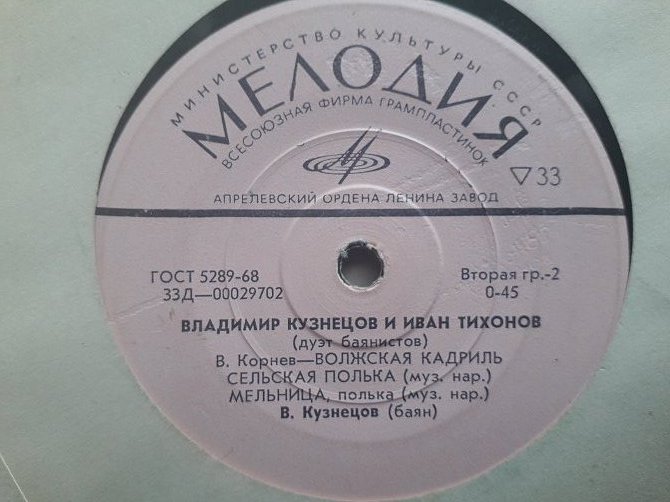 МИНИСТЕРСТВО КУЛЬТУРЫ СССР
МЕЛОДИЯ
ВСЕСОЮЗНАЯ ФИРМА ГРАМПЛАСТИНОК
▽33
АПРЕЛЕВСКИЙ ОРДЕНА ЛЕНИНА ЗАВОД
ГОСТ 5289-68 Вторая гр.-2
33Д—00029702 0-45
ВЛАДИМИР КУЗНЕЦОВ И ИВАН ТИХОНОВ
(дуэт баянистов)
В. Корнев—ВОЛЖСКАЯ КАДРИЛЬ
СЕЛЬСКАЯ ПОЛЬКА (муз. нар.)
МЕЛЬНИЦА, полька (муз. нар.)
В. Кузнецов (баян)